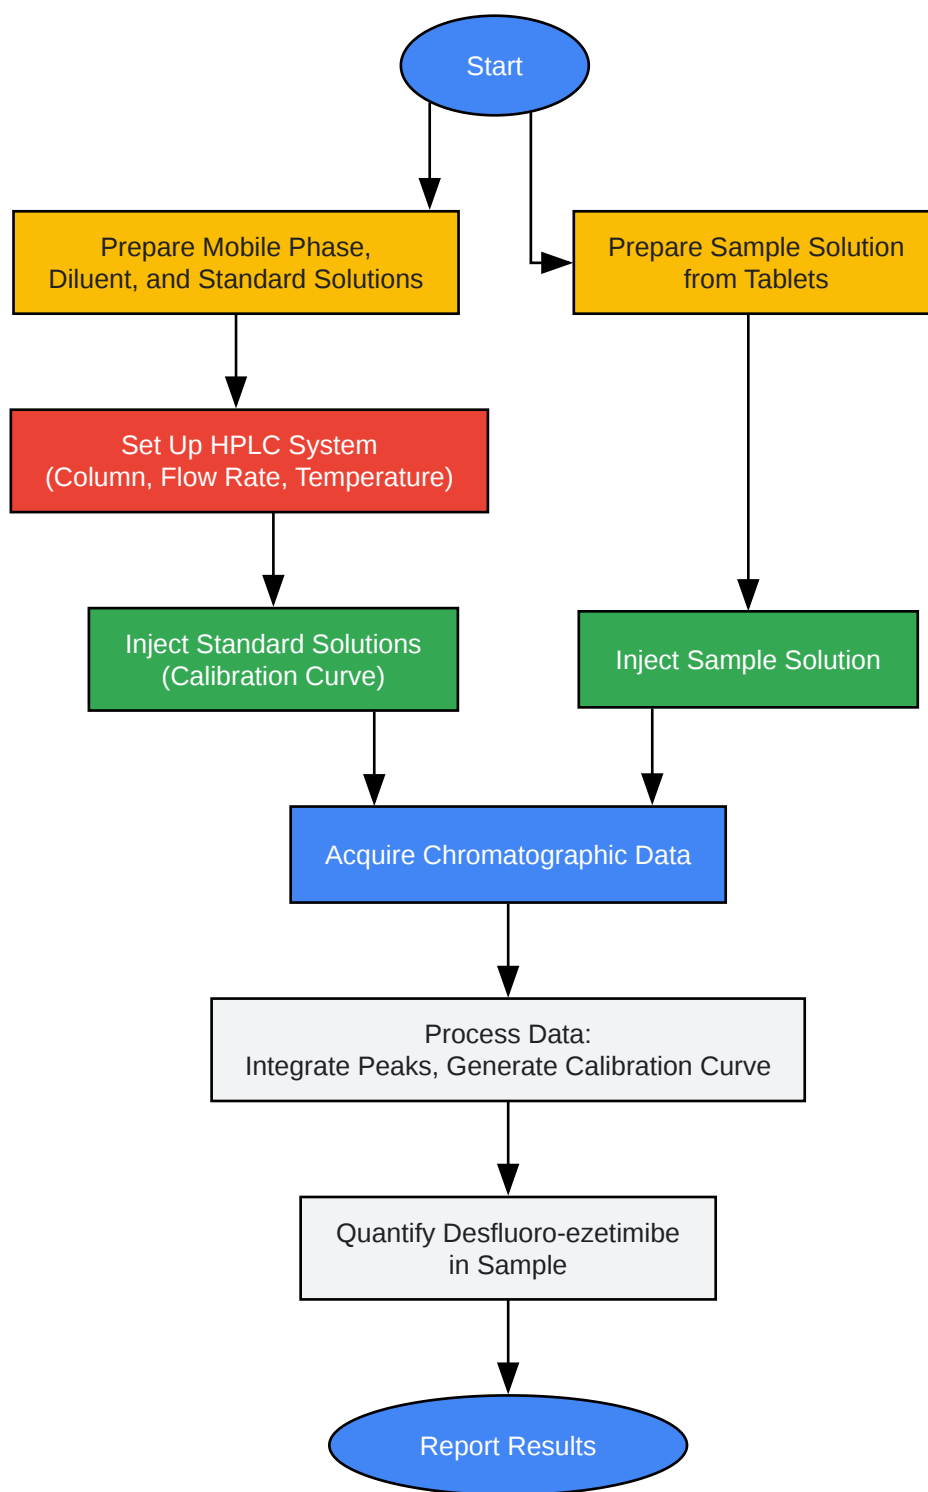 Start
Prepare Mobile Phase,
Diluent, and Standard Solutions
Prepare Sample Solution
from Tablets
Set Up HPLC System
(Column, Flow Rate, Temperature)
Inject Standard Solutions
(Calibration Curve)
Inject Sample Solution
Acquire Chromatographic Data
Process Data:
Integrate Peaks, Generate Calibration Curve
Quantify Desfluoro-ezetimibe
in Sample
Report Results